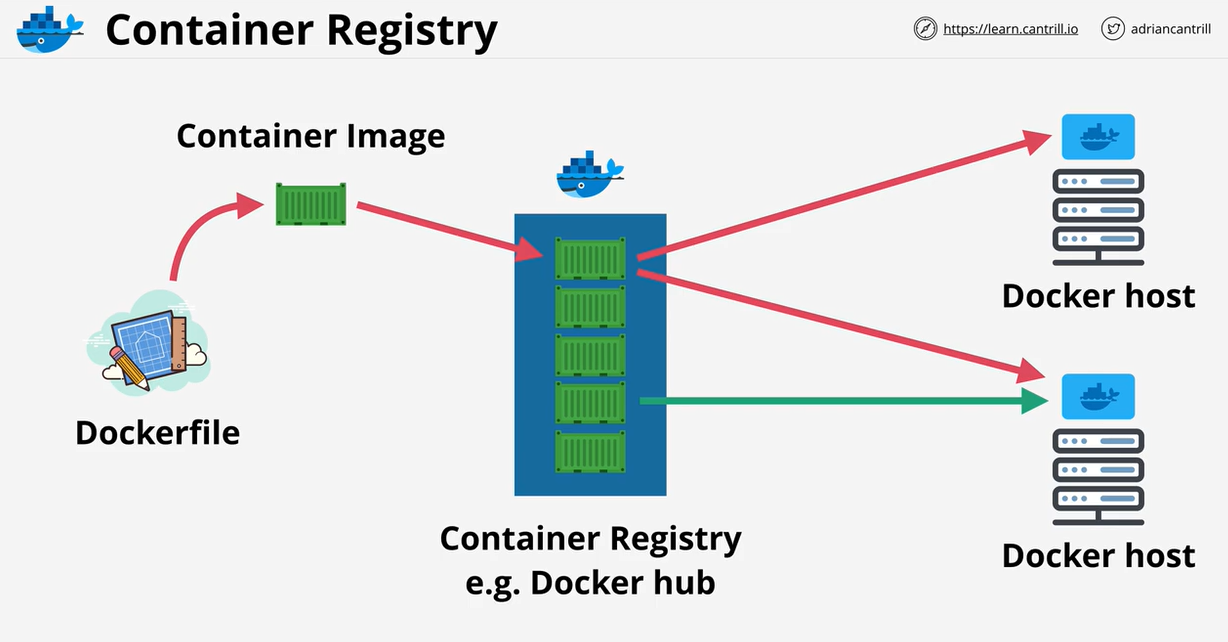 Container Registry
https://learn.cantrill.io
adriancantrill
Container Image
Dockerfile
Container Registry
e.g. Docker hub
Docker host
Docker host